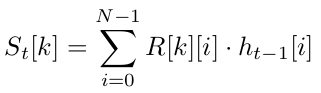 $S_t[k] = \sum_{i=0}^{N-1} R[k][i] \cdot h_{t-1}[i]$